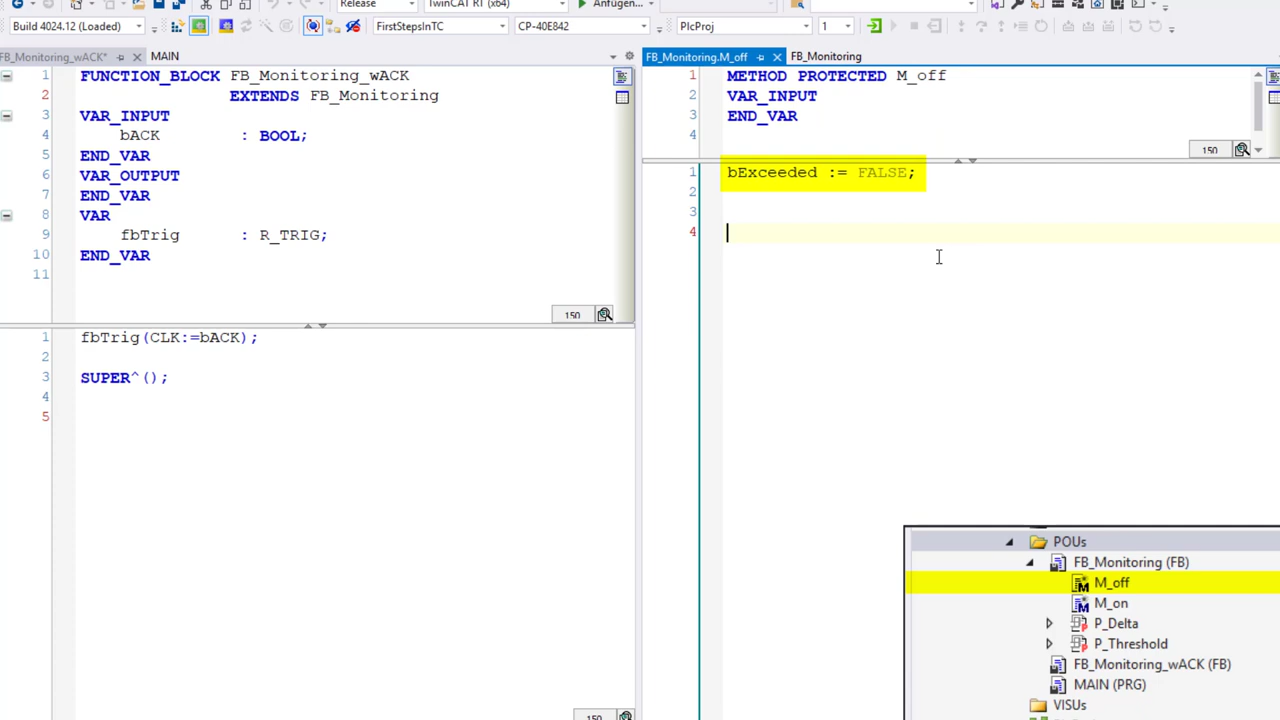 Release TwinCAT RT (x64) Anfügen...
Build 4024.12 (Loaded) FirstStepsInTC CP-40E842 PlcProj 1
FB_Monitoring_wACK* MAIN
1 FUNCTION_BLOCK FB_Monitoring_wACK
2 EXTENDS FB_Monitoring
3 VAR_INPUT
4 bACK : BOOL;
5 END_VAR
6 VAR_OUTPUT
7 END_VAR
8 VAR
9 fbTrig : R_TRIG;
10 END_VAR
11
150
1 fbTrig(CLK:=bACK);
2
3 SUPER^();
4
5
150
FB_Monitoring.M_off FB_Monitoring
1 METHOD PROTECTED M_off
2 VAR_INPUT
3 END_VAR
4
150
1 bExceeded := FALSE;
2
3
4
POUs
FB_Monitoring (FB)
M_off
M_on
P_Delta
P_Threshold
FB_Monitoring_wACK (FB)
MAIN (PRG)
VISUs